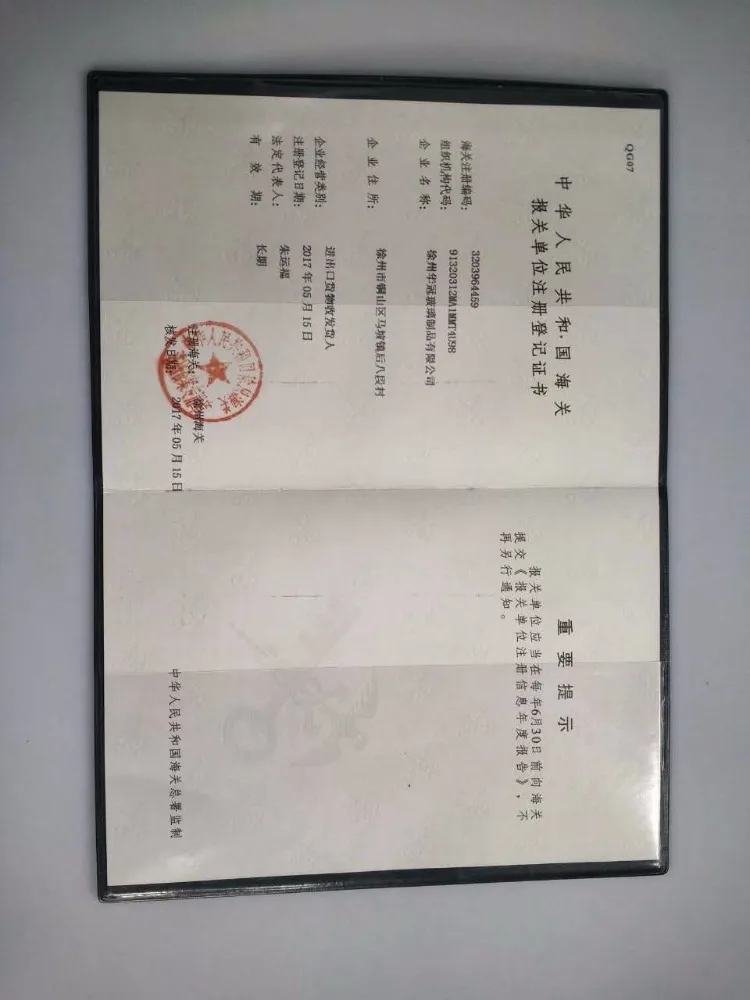 QG07
中华人民共和国海关
报关单位注册登记证书
海关注册编码： 3203964459
组织机构代码： 91320312MA1MM74U98
企业名称： 徐州华冠玻璃制品有限公司
企业住所： 徐州市铜山区马坡镇后八段村
企业经营类别： 进出口货物收发货人
注册登记日期： 2017年05月15日
法定代表人： 朱运福
有效期： 长期
注册海关： 徐州海关
核发日期： 2017年05月15日
重要提示
报关单位应当在每年6月30日前向海关
提交《报关单位注册信息年度报告》，不
再另行通知。
中华人民共和国海关总署监制